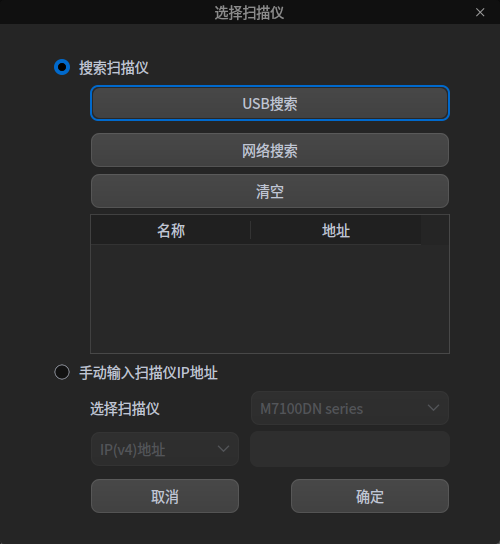 选择扫描仪
搜索扫描仪
USB搜索
网络搜索
清空
名称 地址
手动输入扫描仪IP地址
选择扫描仪 M7100DN series
IP(v4)地址
取消 确定